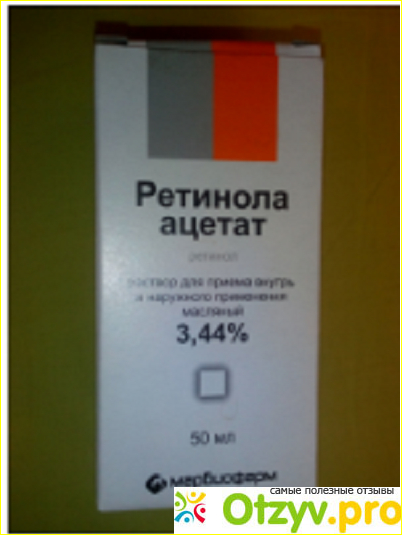 Ретинола
ацетат
ретинол
раствор для приема внутрь
и наружного применения
масляный
3,44%
50 мл
марбиофарм
самые полезные отзывы
Otzyv.pro